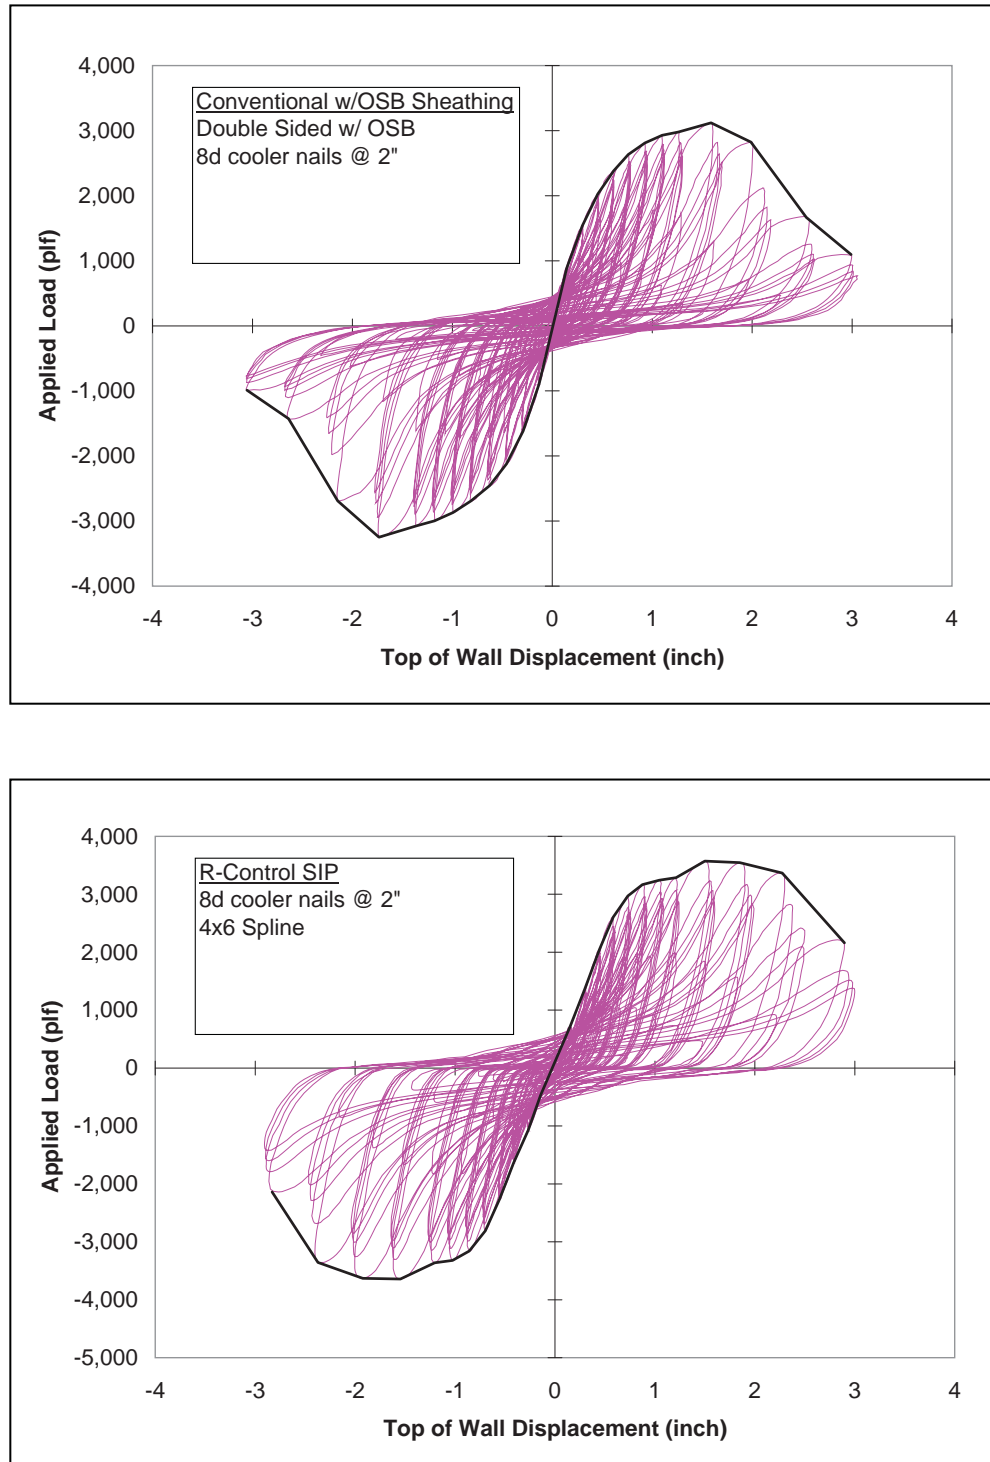 4,000
3,000
2,000
1,000
0
-1,000
-2,000
-3,000
-4,000
Applied Load (plf)
Conventional w/OSB Sheathing
Double Sided w/ OSB
8d cooler nails @ 2"
-4 -3 -2 -1 0 1 2 3 4
Top of Wall Displacement (inch)
4,000
3,000
2,000
1,000
0
-1,000
-2,000
-3,000
-4,000
-5,000
Applied Load (plf)
R-Control SIP
8d cooler nails @ 2"
4x6 Spline
-4 -3 -2 -1 0 1 2 3 4
Top of Wall Displacement (inch)